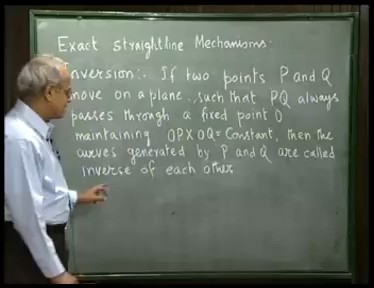 Exact straightline Mechanisms.
Inversion:- If two points P and Q
move on a plane., such that PQ always
passes through a fixed point O
maintaining OP X OQ = Constant, then the
curves generated by P and Q are called
inverse of each other